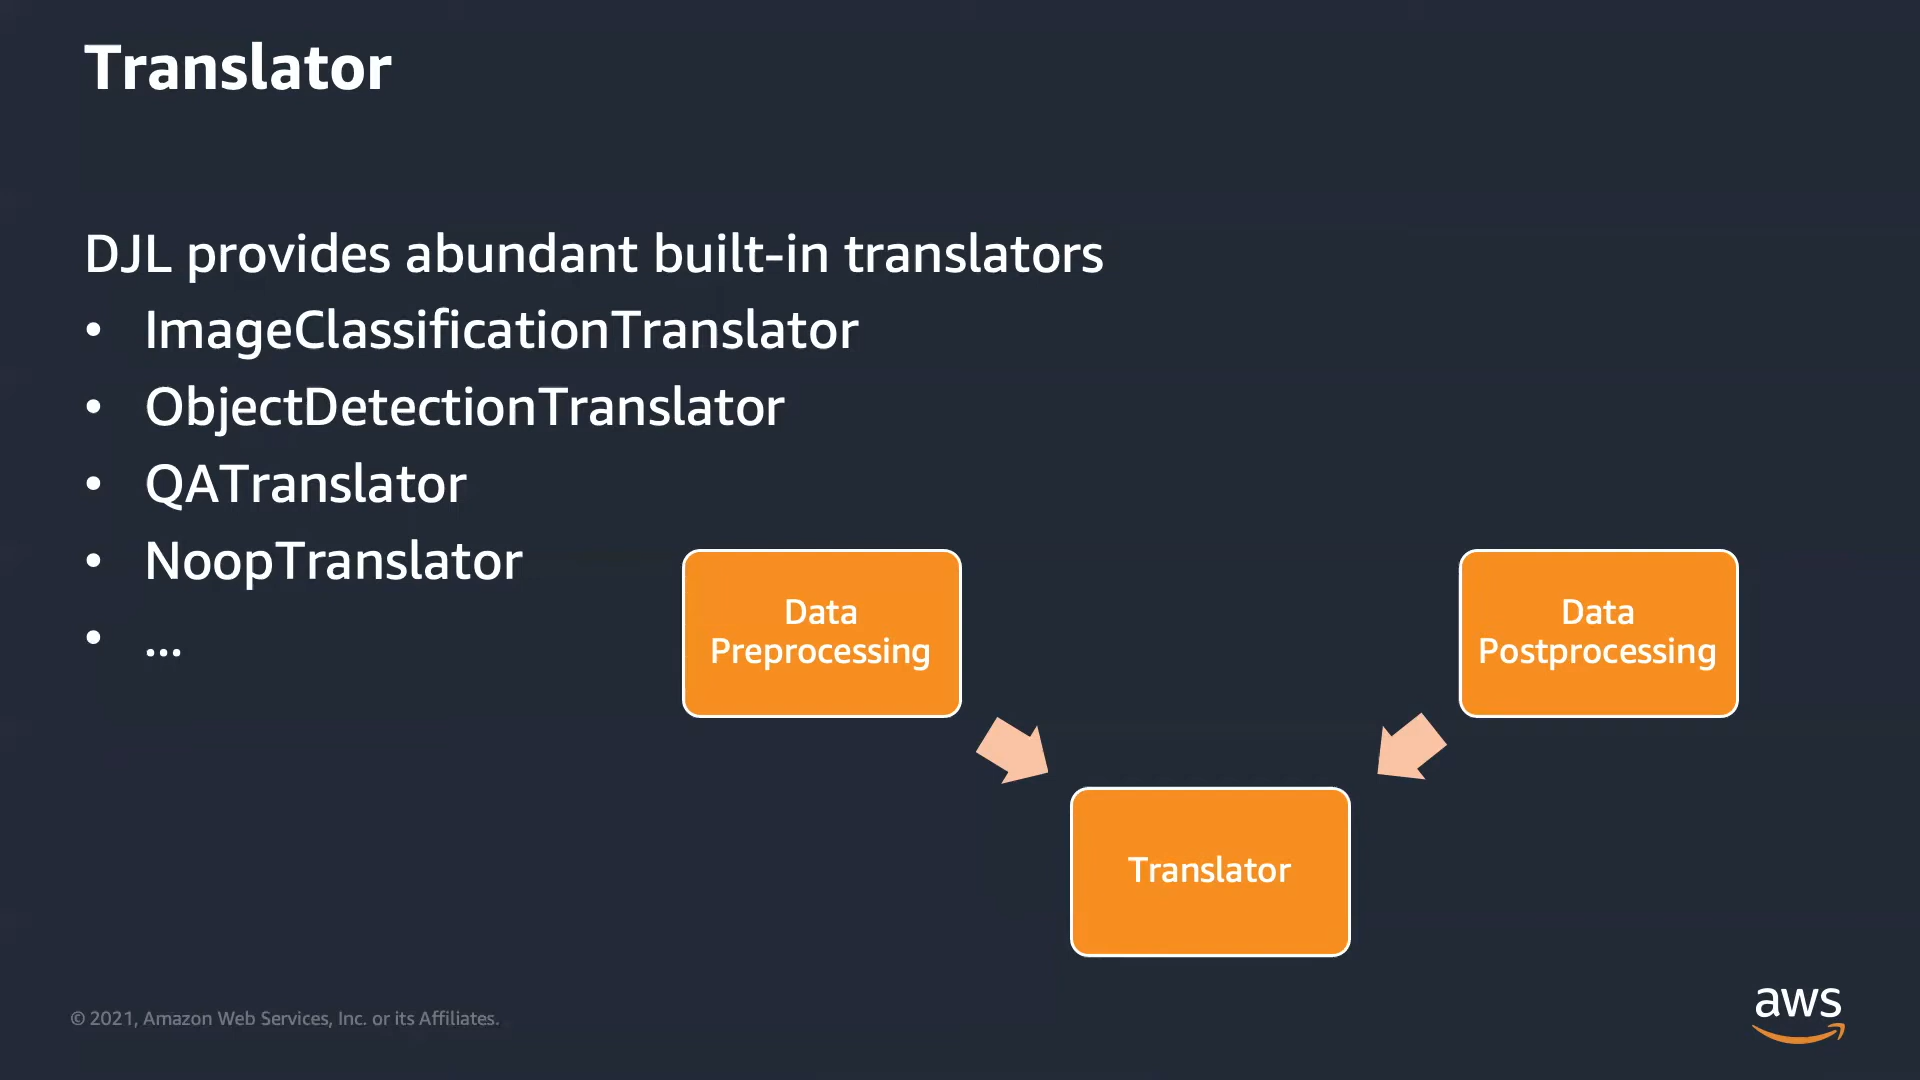 Translator
DJL provides abundant built-in translators
• ImageClassificationTranslator
• ObjectDetectionTranslator
• QATranslator
• NoopTranslator
• ...
Data
Preprocessing
Data
Postprocessing
Translator
© 2021, Amazon Web Services, Inc. or its Affiliates.
aws